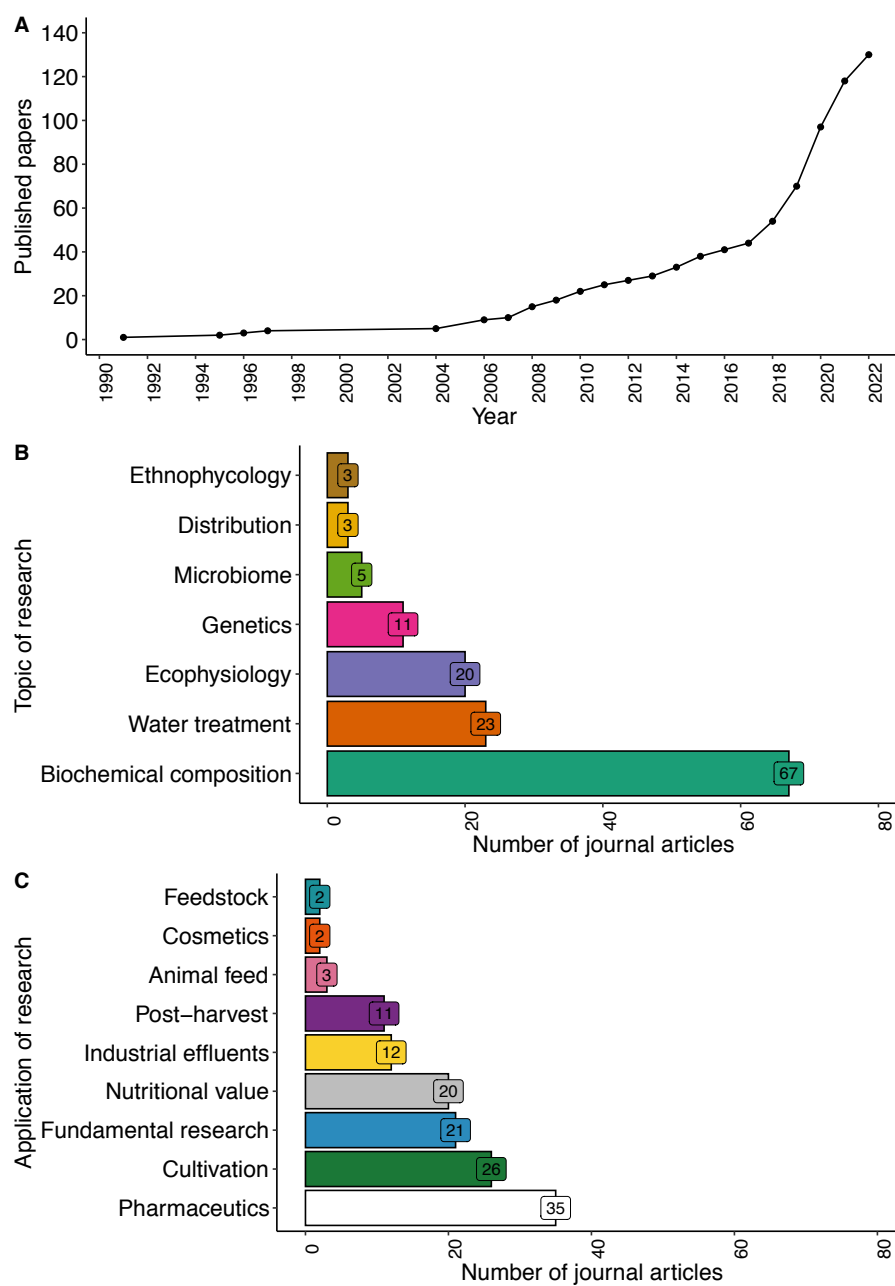 A
Published papers
140
120
100
80
60
40
20
0
1990 1992 1994 1996 1998 2000 2002 2004 2006 2008 2010 2012 2014 2016 2018 2020 2022
Year
B
Topic of research
Ethnophycology 3
Distribution 3
Microbiome 5
Genetics 11
Ecophysiology 20
Water treatment 23
Biochemical composition 67
0 20 40 60 80
Number of journal articles
C
Application of research
Feedstock 2
Cosmetics 2
Animal feed 3
Post−harvest 11
Industrial effluents 12
Nutritional value 20
Fundamental research 21
Cultivation 26
Pharmaceutics 35
0 20 40 60 80
Number of journal articles